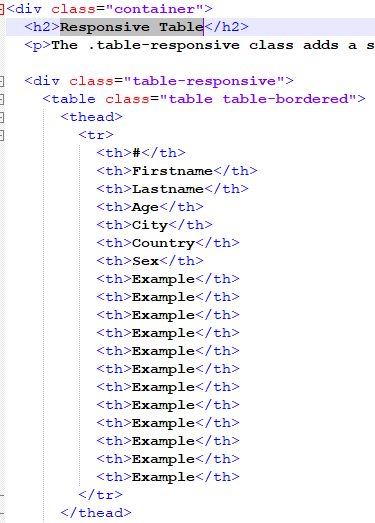 <div class="container">
<h2>Responsive Table</h2>
<p>The .table-responsive class adds a s
<div class="table-responsive">
<table class="table table-bordered">
<thead>
<tr>
<th>#</th>
<th>Firstname</th>
<th>Lastname</th>
<th>Age</th>
<th>City</th>
<th>Country</th>
<th>Sex</th>
<th>Example</th>
<th>Example</th>
<th>Example</th>
<th>Example</th>
<th>Example</th>
<th>Example</th>
<th>Example</th>
<th>Example</th>
<th>Example</th>
<th>Example</th>
<th>Example</th>
<th>Example</th>
</tr>
</thead>